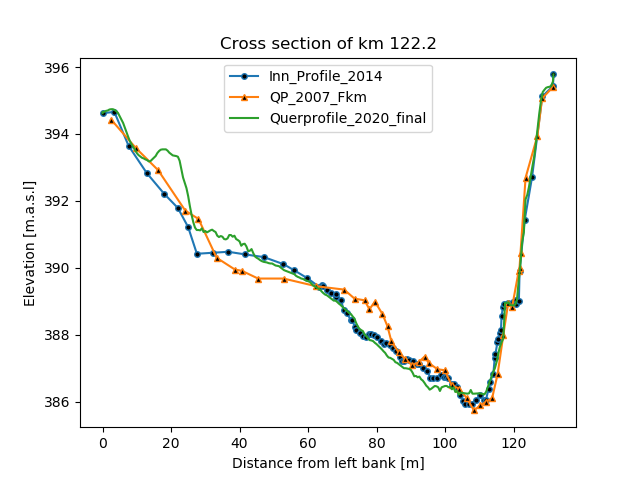 Cross section of km 122.2
Inn_Profile_2014
QP_2007_Fkm
Querprofile_2020_final
Elevation [m.a.s.l]
396
394
392
390
388
386
0 20 40 60 80 100 120
Distance from left bank [m]